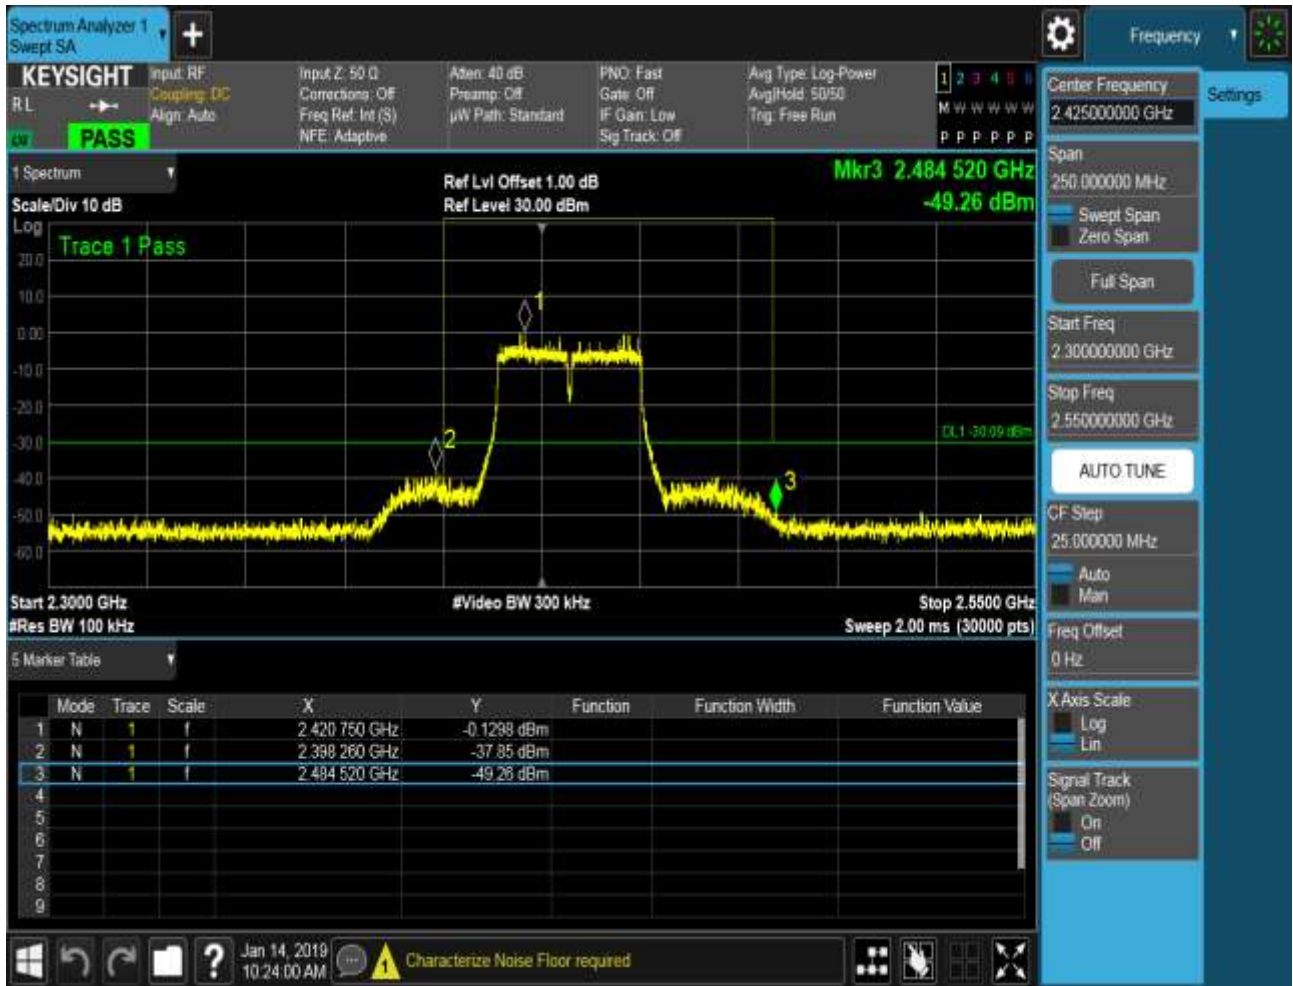 Spectrum Analyzer 1
Swept SA
+
Frequency
KEYSIGHT
R L
PASS
Input: RF
Coupling: DC
Align: Auto
Input Z: 50 Ω
Corrections: Off
Freq Ref: Int (S)
NFE: Adaptive
Atten: 40 dB
Preamp: Off
µW Path: Standard
PNO: Fast
Gate: Off
IF Gain: Low
Sig Track: Off
Avg Type: Log-Power
Avg|Hold: 50/50
Trig: Free Run
1 2 3 4 5 6
M W W W W W
P P P P P P
1 Spectrum
Scale/Div 10 dB
Ref Lvl Offset 1.00 dB
Ref Level 30.00 dBm
Mkr3 2.484 520 GHz
-49.26 dBm
Log
Trace 1 Pass
20.0
10.0
0.00
-10.0
-20.0
-30.0
-40.0
-50.0
-60.0
1
2
3
DL1 -30.09 dBm
Start 2.3000 GHz
#Video BW 300 kHz
Stop 2.5500 GHz
#Res BW 100 kHz
Sweep 2.00 ms (30000 pts)
5 Marker Table
Mode Trace Scale X Y Function Function Width Function Value
1 N 1 f 2.420 750 GHz -0.1298 dBm
2 N 1 f 2.398 260 GHz -37.85 dBm
3 N 1 f 2.484 520 GHz -49.26 dBm
4
5
6
7
8
9
Center Frequency
2.425000000 GHz
Settings
Span
250.000000 MHz
Swept Span
Zero Span
Full Span
Start Freq
2.300000000 GHz
Stop Freq
2.550000000 GHz
AUTO TUNE
CF Step
25.000000 MHz
Auto
Man
Freq Offset
0 Hz
X Axis Scale
Log
Lin
Signal Track
(Span Zoom)
On
Off
?
Jan 14, 2019
10:24:00 AM
1
Characterize Noise Floor required